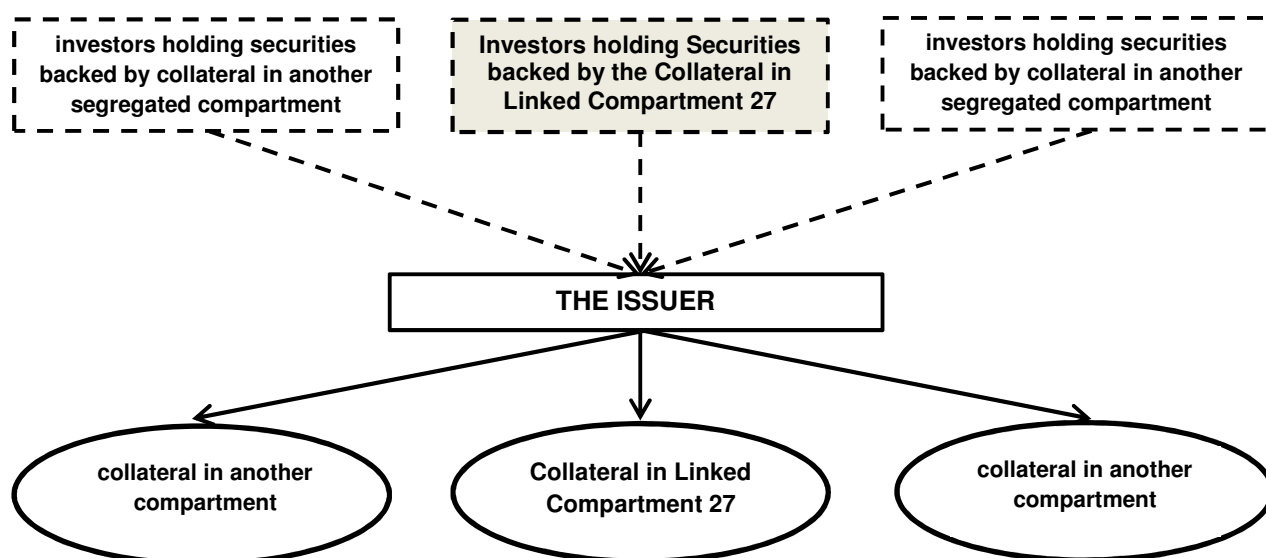 investors holding securities
backed by collateral in another
segregated compartment
Investors holding Securities
backed by the Collateral in
Linked Compartment 27
investors holding securities
backed by collateral in another
segregated compartment
THE ISSUER
collateral in another
compartment
Collateral in Linked
Compartment 27
collateral in another
compartment